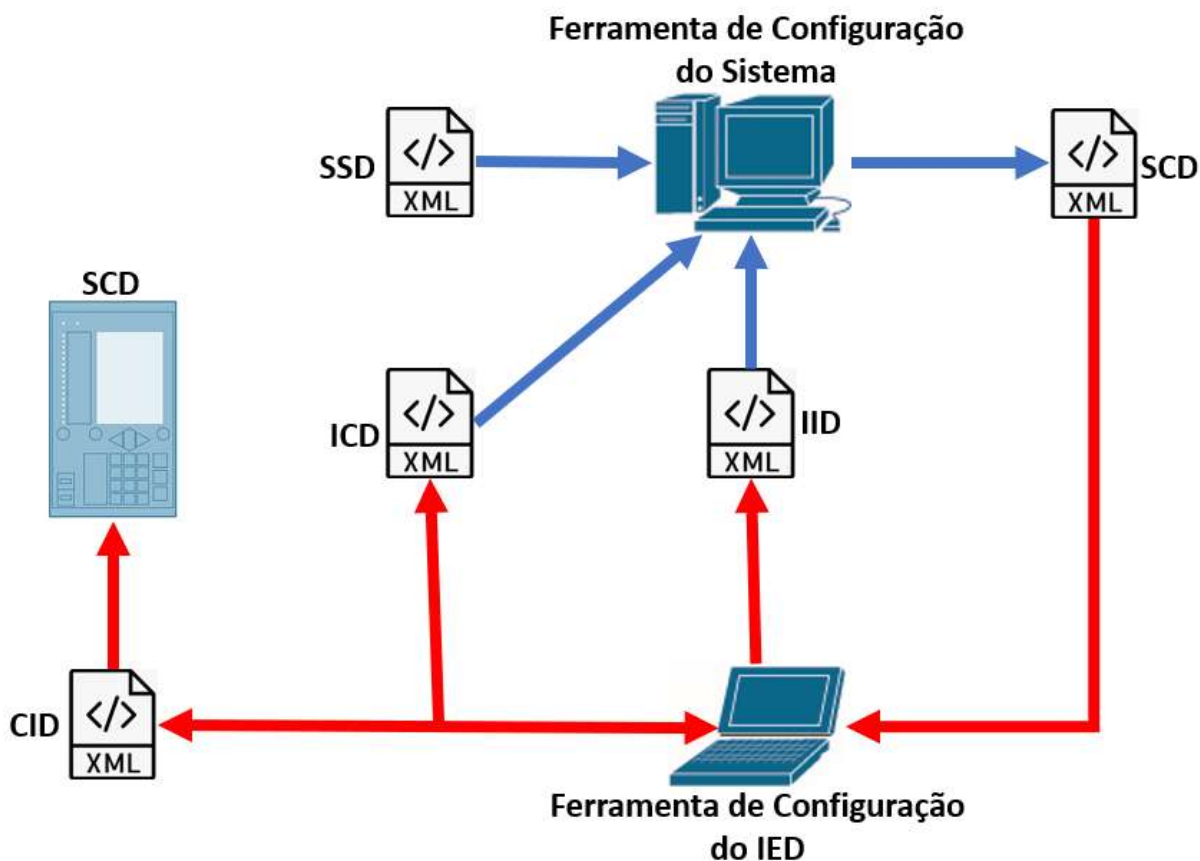 Ferramenta de Configuração
do Sistema
SSD
</>
XML
</>
XML
SCD
SCD
ICD
</>
XML
</>
XML
IID
CID
</>
XML
Ferramenta de Configuração
do IED